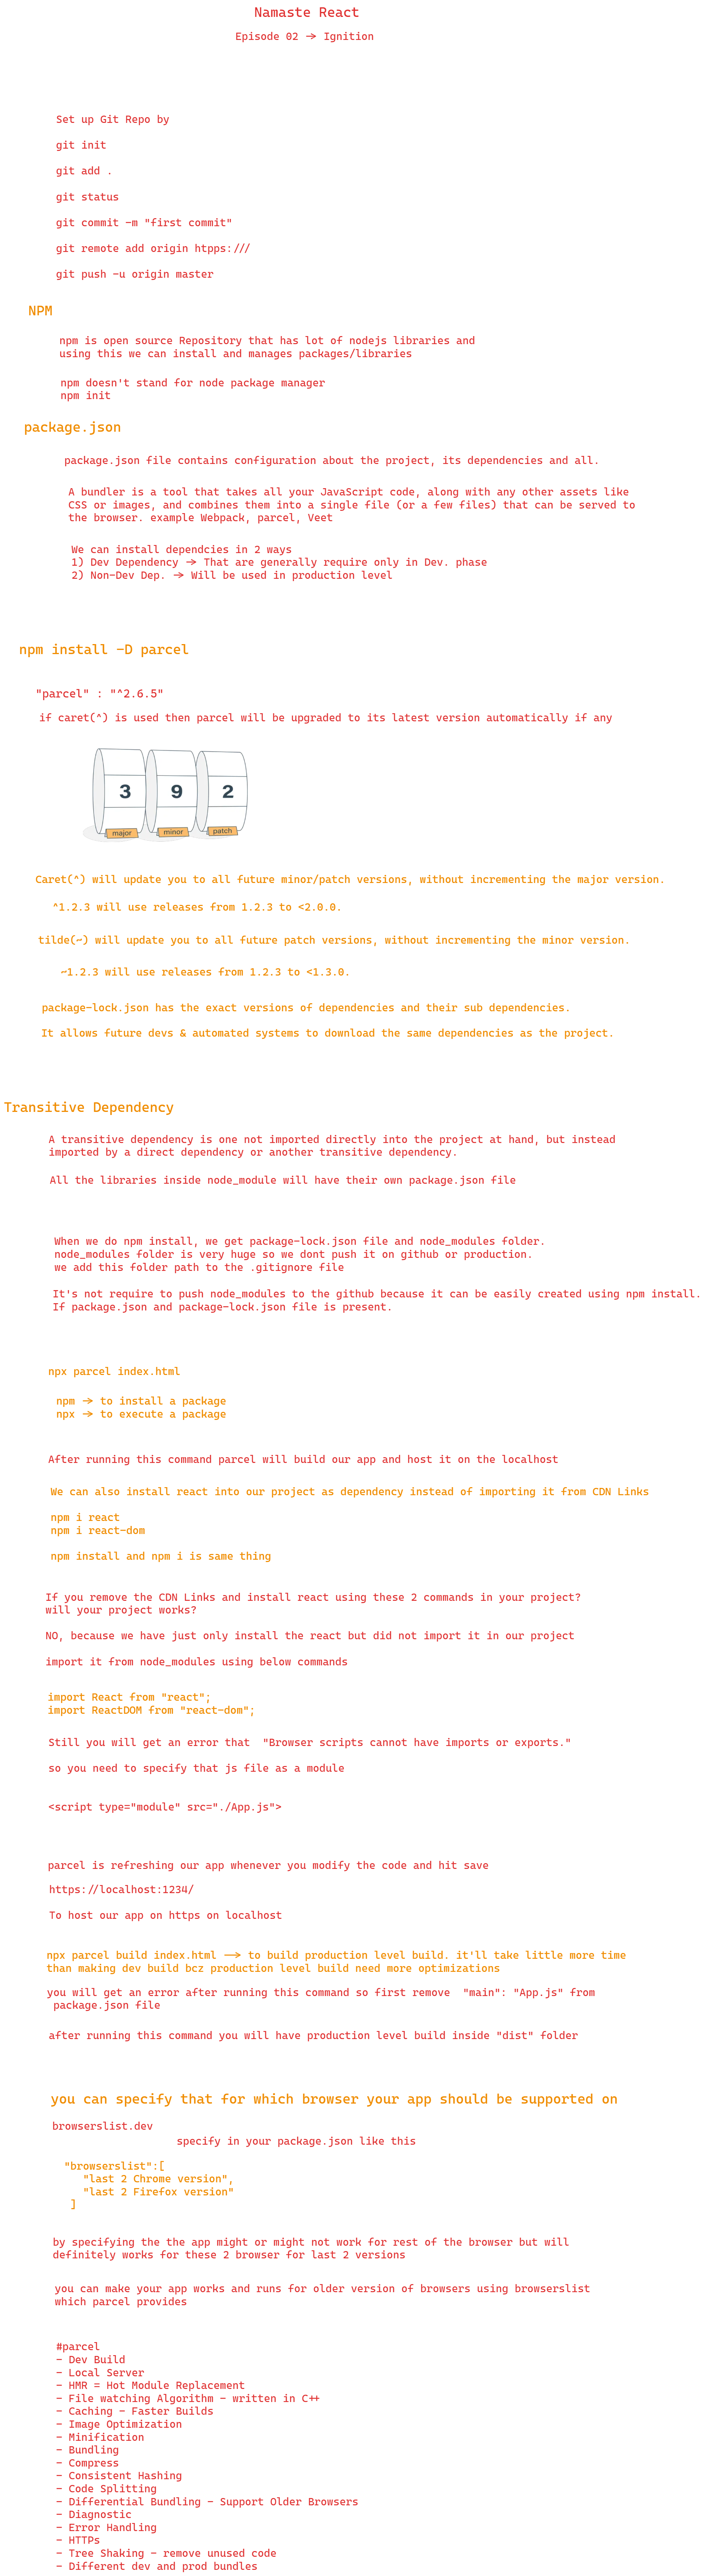 Namaste React
Episode 02 -> Ignition
Set up Git Repo by
git init
git add .
git status
git commit -m "first commit"
git remote add origin htpps:///
git push -u origin master
NPM
npm is open source Repository that has lot of nodejs libraries and
using this we can install and manages packages/libraries
npm doesn't stand for node package manager
npm init
package.json
package.json file contains configuration about the project, its dependencies and all.
A bundler is a tool that takes all your JavaScript code, along with any other assets like
CSS or images, and combines them into a single file (or a few files) that can be served to
the browser. example Webpack, parcel, Veet
We can install dependcies in 2 ways
1) Dev Dependency -> That are generally require only in Dev. phase
2) Non-Dev Dep. -> Will be used in production level
npm install -D parcel
"parcel" : "^2.6.5"
if caret(^) is used then parcel will be upgraded to its latest version automatically if any
3 9 2
major minor patch
Caret(^) will update you to all future minor/patch versions, without incrementing the major version.
^1.2.3 will use releases from 1.2.3 to <2.0.0.
tilde(~) will update you to all future patch versions, without incrementing the minor version.
~1.2.3 will use releases from 1.2.3 to <1.3.0.
package-lock.json has the exact versions of dependencies and their sub dependencies.
It allows future devs & automated systems to download the same dependencies as the project.
Transitive Dependency
A transitive dependency is one not imported directly into the project at hand, but instead
imported by a direct dependency or another transitive dependency.
All the libraries inside node_module will have their own package.json file
When we do npm install, we get package-lock.json file and node_modules folder.
node_modules folder is very huge so we dont push it on github or production.
we add this folder path to the .gitignore file
It's not require to push node_modules to the github because it can be easily created using npm install.
If package.json and package-lock.json file is present.
npx parcel index.html
npm -> to install a package
npx -> to execute a package
After running this command parcel will build our app and host it on the localhost
We can also install react into our project as dependency instead of importing it from CDN Links
npm i react
npm i react-dom
npm install and npm i is same thing
If you remove the CDN Links and install react using these 2 commands in your project?
will your project works?
NO, because we have just only install the react but did not import it in our project
import it from node_modules using below commands
import React from "react";
import ReactDOM from "react-dom";
Still you will get an error that "Browser scripts cannot have imports or exports."
so you need to specify that js file as a module
<script type="module" src="./App.js">
parcel is refreshing our app whenever you modify the code and hit save
https://localhost:1234/
To host our app on https on localhost
npx parcel build index.html --> to build production level build. it'll take little more time
than making dev build bcz production level build need more optimizations
you will get an error after running this command so first remove "main": "App.js" from
package.json file
after running this command you will have production level build inside "dist" folder
you can specify that for which browser your app should be supported on
browserslist.dev
specify in your package.json like this
"browserslist":[
"last 2 Chrome version",
"last 2 Firefox version"
]
by specifying the the app might or might not work for rest of the browser but will
definitely works for these 2 browser for last 2 versions
you can make your app works and runs for older version of browsers using browserslist
which parcel provides
#parcel
- Dev Build
- Local Server
- HMR = Hot Module Replacement
- File watching Algorithm - written in C++
- Caching - Faster Builds
- Image Optimization
- Minification
- Bundling
- Compress
- Consistent Hashing
- Code Splitting
- Differential Bundling - Support Older Browsers
- Diagnostic
- Error Handling
- HTTPs
- Tree Shaking - remove unused code
- Different dev and prod bundles